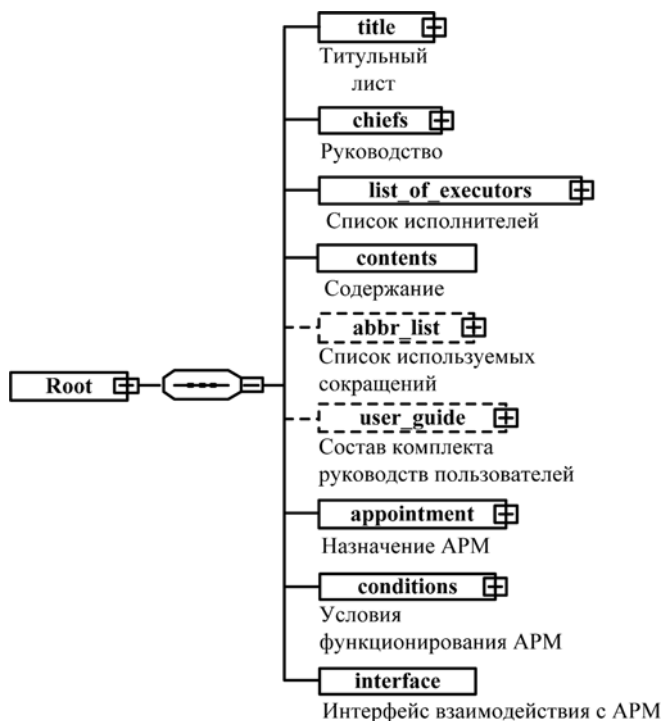 title
Титульный
лист
chiefs
Руководство
list_of_executors
Список исполнителей
contents
Содержание
abbr_list
Список используемых
сокращений
Root
user_guide
Состав комплекта
руководств пользователей
appointment
Назначение АРМ
conditions
Условия
функционирования АРМ
interface
Интерфейс взаимодействия с АРМ